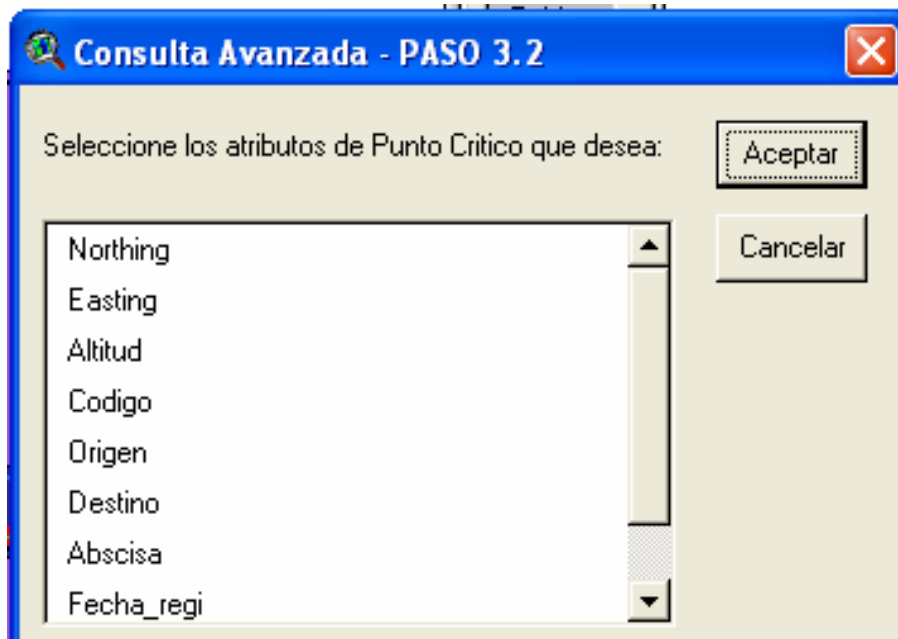 Consulta Avanzada - PASO 3.2
Seleccione los atributos de Punto Critico que desea:
Aceptar
Cancelar
Northing
Easting
Altitud
Codigo
Origen
Destino
Abscisa
Fecha_regi